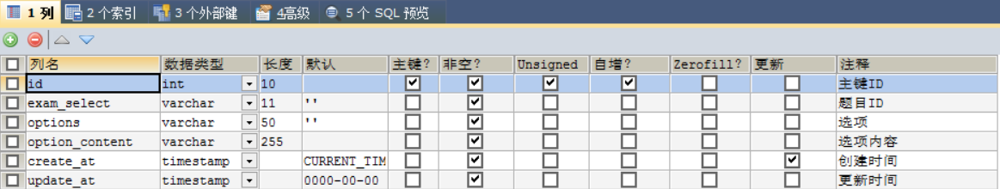 1 列 2 个索引 3 个外部键 4高级 5 个 SQL 预览
列名 数据类型 长度 默认 主键? 非空? Unsigned 自增? Zerofill? 更新 注释
id int 10 主键ID
exam_select varchar 11 '' 题目ID
options varchar 50 '' 选项
option_content varchar 255 选项内容
create_at timestamp CURRENT_TIM 创建时间
update_at timestamp 0000-00-00 更新时间